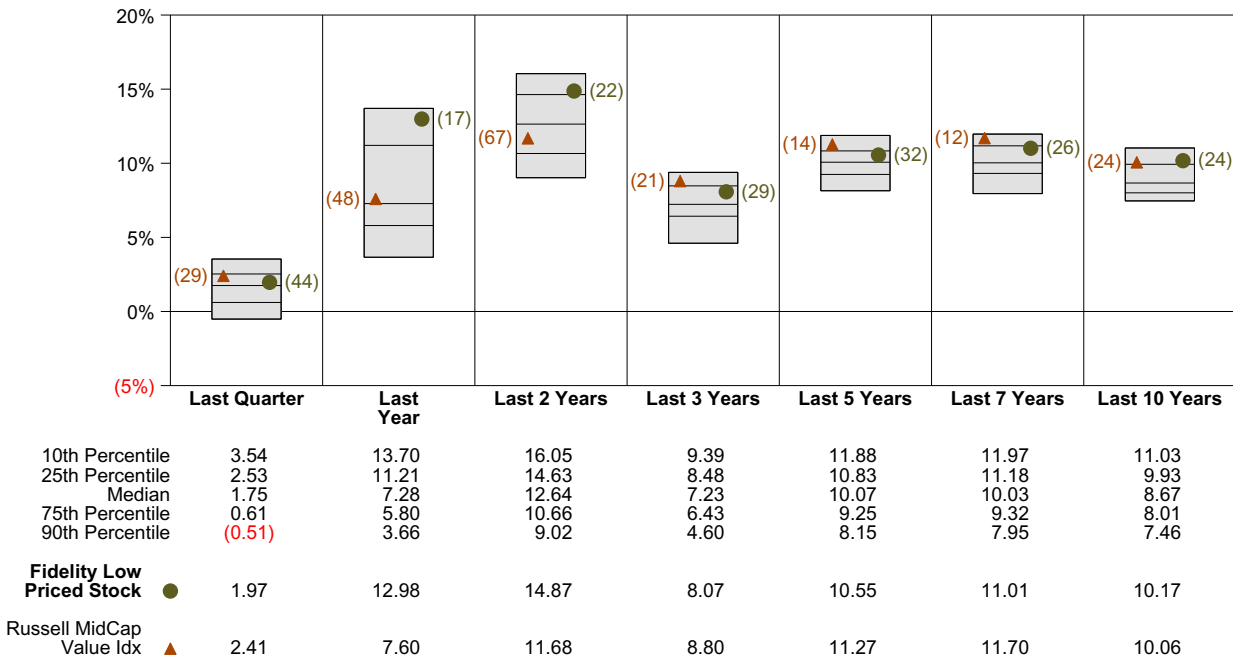 20%
15%
10%
5%
0%
(5%)
(29) (44)
(48) (17)
(67) (22)
(21) (29)
(14) (32)
(12) (26)
(24) (24)
Last Quarter Last Year Last 2 Years Last 3 Years Last 5 Years Last 7 Years Last 10 Years
10th Percentile 3.54 13.70 16.05 9.39 11.88 11.97 11.03
25th Percentile 2.53 11.21 14.63 8.48 10.83 11.18 9.93
Median 1.75 7.28 12.64 7.23 10.07 10.03 8.67
75th Percentile 0.61 5.80 10.66 6.43 9.25 9.32 8.01
90th Percentile (0.51) 3.66 9.02 4.60 8.15 7.95 7.46
Fidelity Low
Priced Stock 1.97 12.98 14.87 8.07 10.55 11.01 10.17
Russell MidCap
Value Idx 2.41 7.60 11.68 8.80 11.27 11.70 10.06